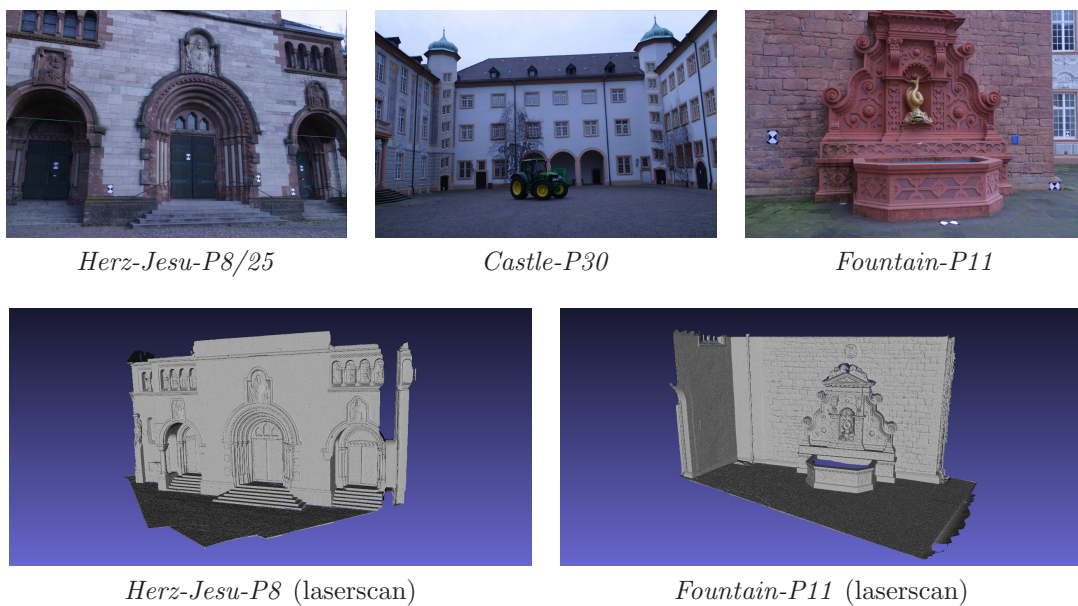 Herz-Jesu-P8/25
Castle-P30
Fountain-P11
Herz-Jesu-P8 (laserscan)
Fountain-P11 (laserscan)